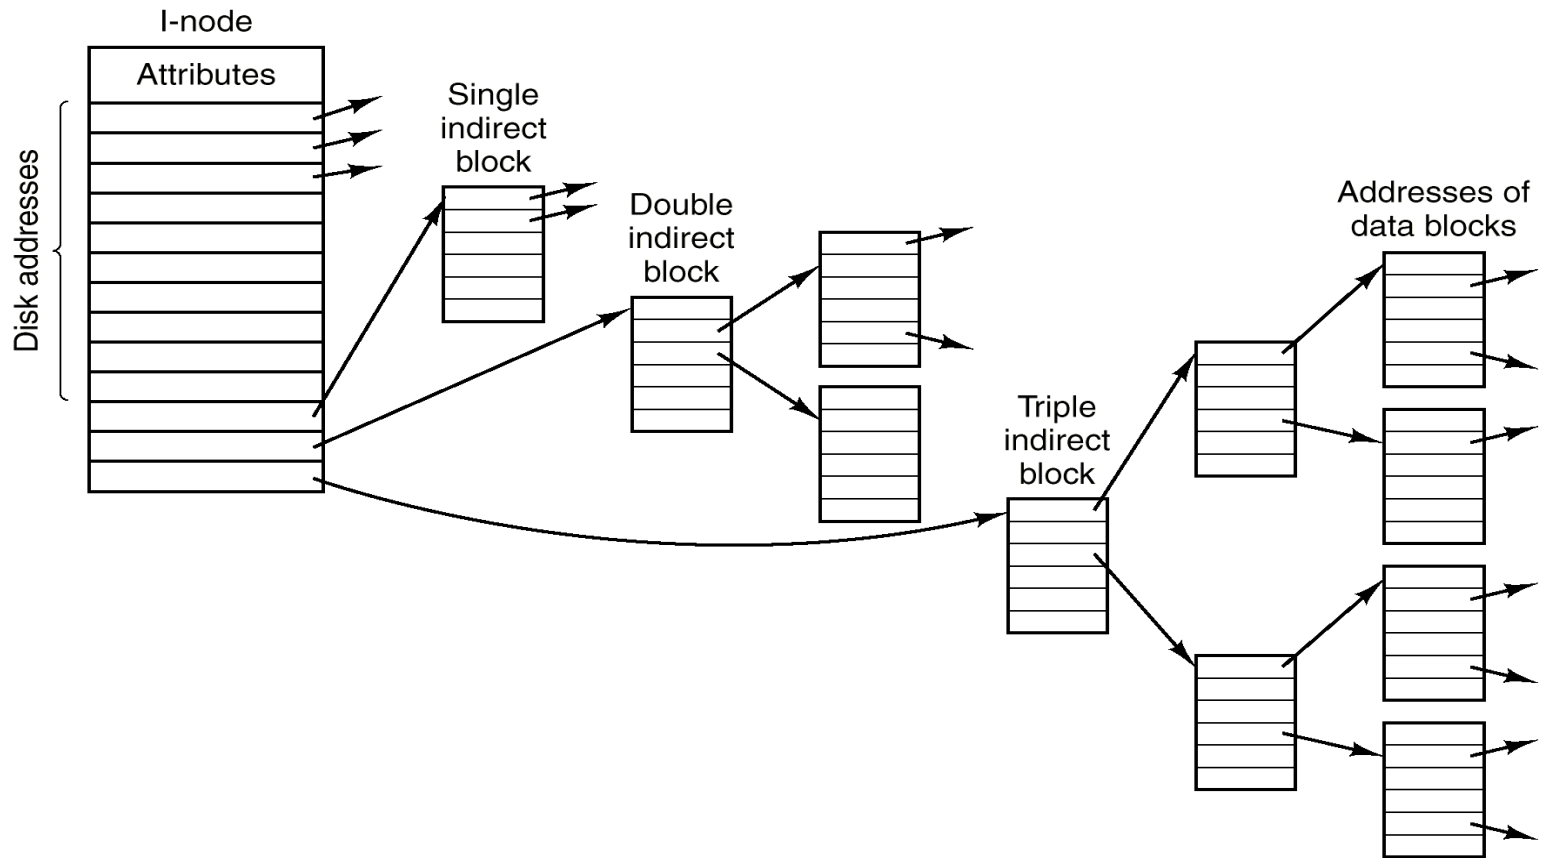 I-node
Attributes
Disk addresses
Single
indirect
block
Double
indirect
block
Triple
indirect
block
Addresses of
data blocks